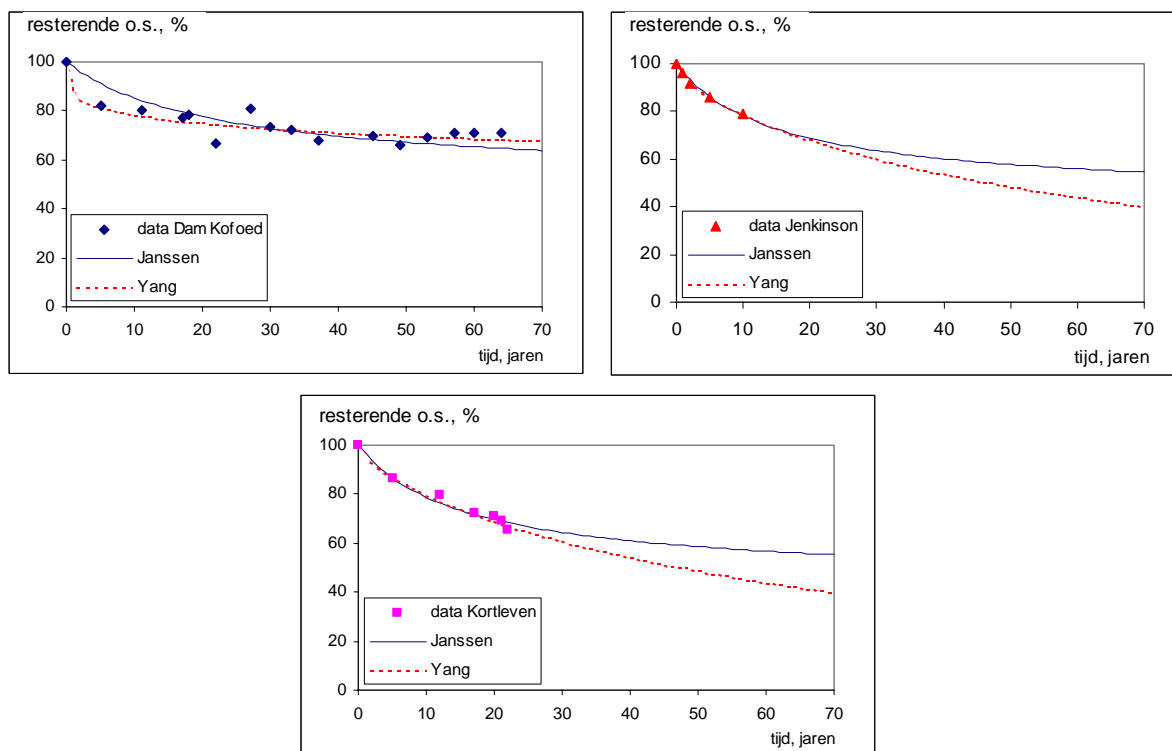 resterende o.s., %
100
80
60
40
20
0
data Dam Kofoed
Janssen
Yang
0 10 20 30 40 50 60 70
tijd, jaren
resterende o.s., %
100
80
60
40
20
0
data Jenkinson
Janssen
Yang
0 10 20 30 40 50 60 70
tijd, jaren
resterende o.s., %
100
80
60
40
20
0
data Kortleven
Janssen
Yang
0 10 20 30 40 50 60 70
tijd, jaren